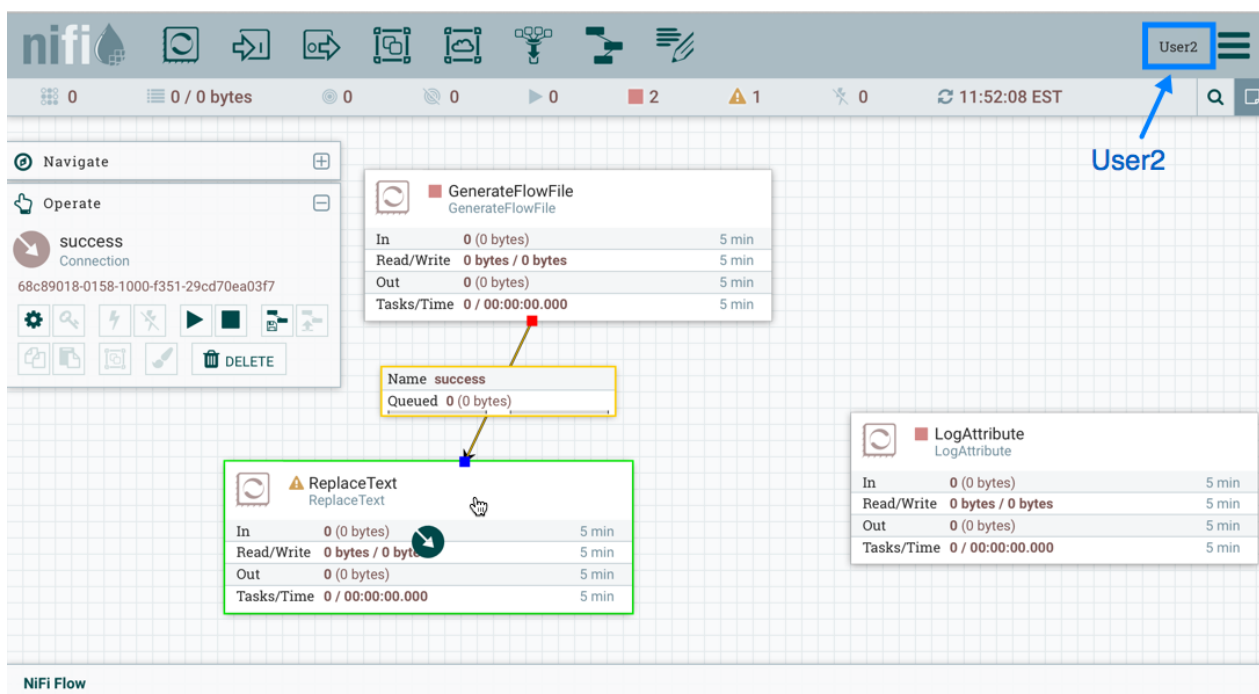 nifi
User2
0
0 / 0 bytes
0
0
0
2
1
0
11:52:08 EST
User2
Navigate
Operate
success
Connection
68c89018-0158-1000-f351-29cd70ea03f7
DELETE
GenerateFlowFile
GenerateFlowFile
In 0 (0 bytes) 5 min
Read/Write 0 bytes / 0 bytes 5 min
Out 0 (0 bytes) 5 min
Tasks/Time 0 / 00:00:00.000 5 min
Name success
Queued 0 (0 bytes)
ReplaceText
ReplaceText
In 0 (0 bytes) 5 min
Read/Write 0 bytes / 0 byte 5 min
Out 0 (0 bytes) 5 min
Tasks/Time 0 / 00:00:00.000 5 min
LogAttribute
LogAttribute
In 0 (0 bytes) 5 min
Read/Write 0 bytes / 0 bytes 5 min
Out 0 (0 bytes) 5 min
Tasks/Time 0 / 00:00:00.000 5 min
NiFi Flow